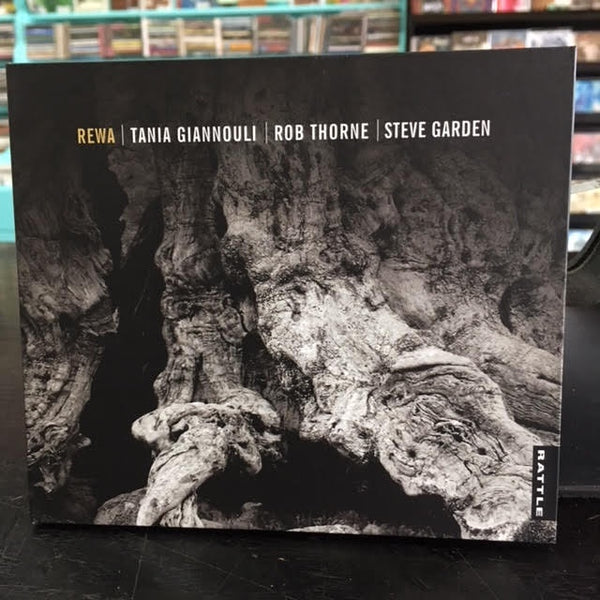 REWA | TANIA GIANNOULI | ROB THORNE | STEVE GARDEN
RATTLE